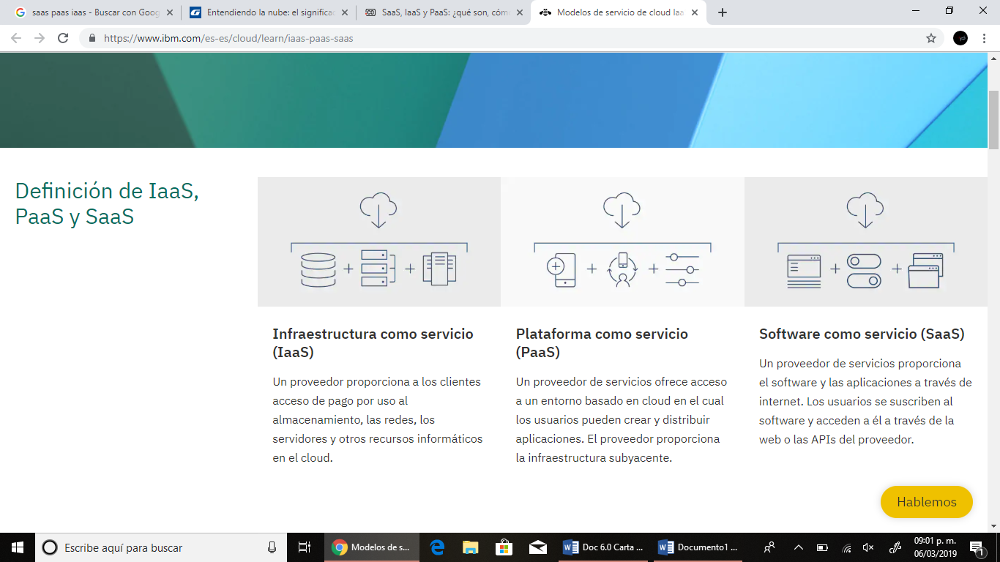 saas paas iaas - Buscar con Goog
Entendiendo la nube: el significac
SaaS, IaaS y PaaS: ¿qué son, cóm
Modelos de servicio de cloud Iaa
https://www.ibm.com/es-es/cloud/learn/iaas-paas-saas
Definición de IaaS,
PaaS y SaaS
Infraestructura como servicio
(IaaS)
Un proveedor proporciona a los clientes
acceso de pago por uso al
almacenamiento, las redes, los
servidores y otros recursos informáticos
en el cloud.
Plataforma como servicio
(PaaS)
Un proveedor de servicios ofrece acceso
a un entorno basado en cloud en el cual
los usuarios pueden crear y distribuir
aplicaciones. El proveedor proporciona
la infraestructura subyacente.
Software como servicio (SaaS)
Un proveedor de servicios proporciona
el software y las aplicaciones a través de
internet. Los usuarios se suscriben al
software y acceden a él a través de la
web o las APIs del proveedor.
Hablemos
Escribe aquí para buscar
Modelos de s...
Doc 6.0 Carta ...
Documento1 ...
09:01 p. m.
06/03/2019
1